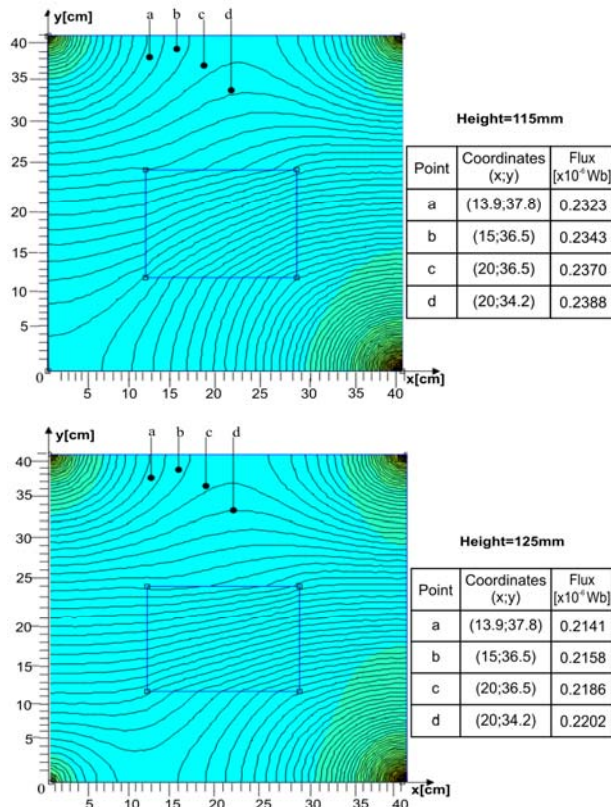 y[cm]
a b c d
40
35
30
25
20
15
10
5
0
5 10 15 20 25 30 35 40
x[cm]
Height=115mm
Point Coordinates (x;y) Flux [x10⁻⁶ Wb]
a (13.9;37.8) 0.2323
b (15;36.5) 0.2343
c (20;36.5) 0.2370
d (20;34.2) 0.2388
y[cm]
a b c d
40
35
30
25
20
15
10
5
0
5 10 15 20 25 30 35 40
x[cm]
Height=125mm
Point Coordinates (x;y) Flux [x10⁻⁶ Wb]
a (13.9;37.8) 0.2141
b (15;36.5) 0.2158
c (20;36.5) 0.2186
d (20;34.2) 0.2202